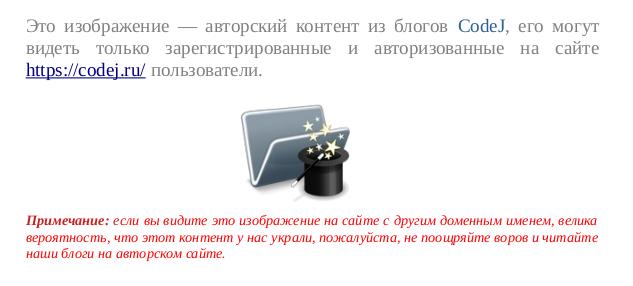 Это изображение — авторский контент из блогов CodeJ, его могут
видеть только зарегистрированные и авторизованные на сайте
https://codej.ru/ пользователи.
Примечание: если вы видите это изображение на сайте с другим доменным именем, велика
вероятность, что этот контент у нас украли, пожалуйста, не поощряйте воров и читайте
наши блоги на авторском сайте.